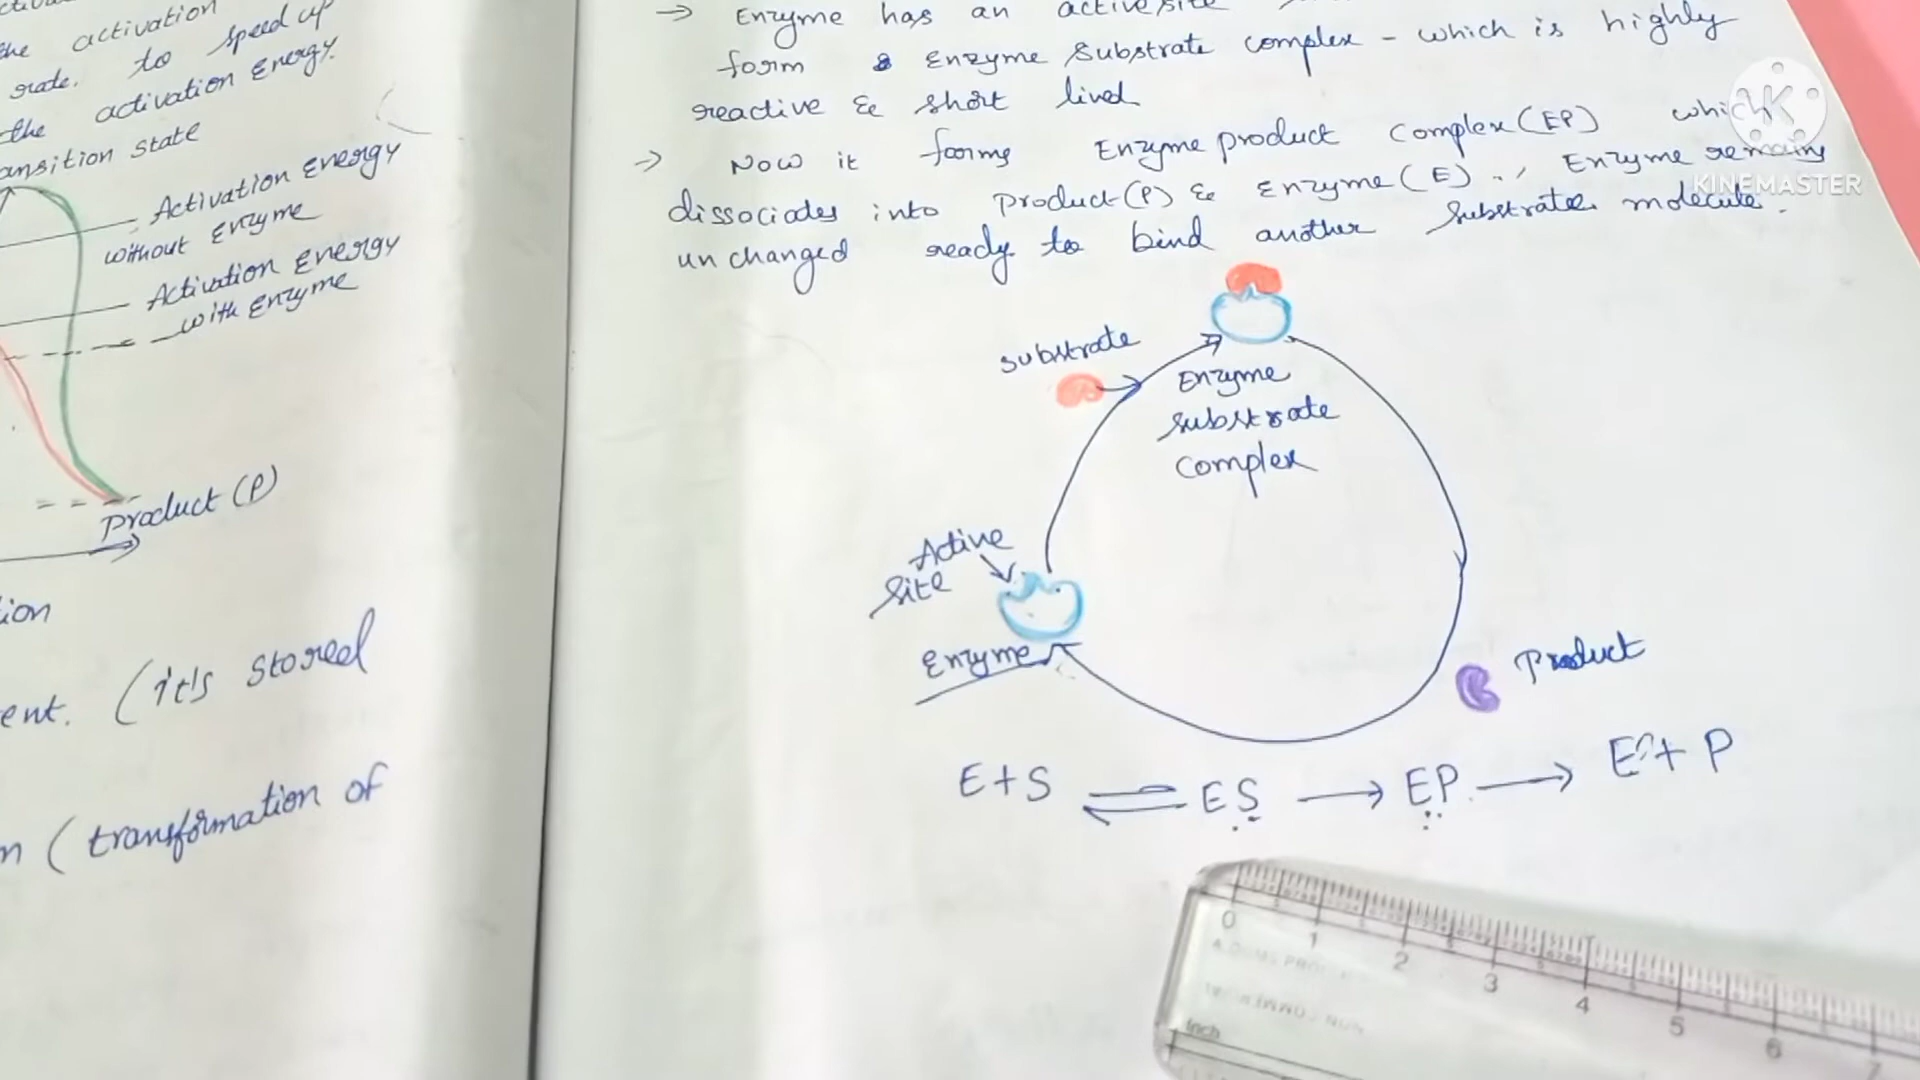 the activation
rate. to speed up
the activation energy.
transition state
Activation energy
without enzyme
Activation energy
with enzyme
Product (P)
(it's stored
(transformation of
→ Enzyme has an active site
form a Enzyme substrate complex - which is highly
reactive & short lived
→ Now it forms Enzyme product complex (EP) which
dissociates into product (P) & Enzyme (E). Enzyme remains
unchanged ready to bind another substrate molecule.
KINEMASTER
substrate
Enzyme
substrate
complex
Active
site
Enzyme
Product
E + S ⇌ ES → EP → E + P
0 1 2 3 4 5 6 7
Inch